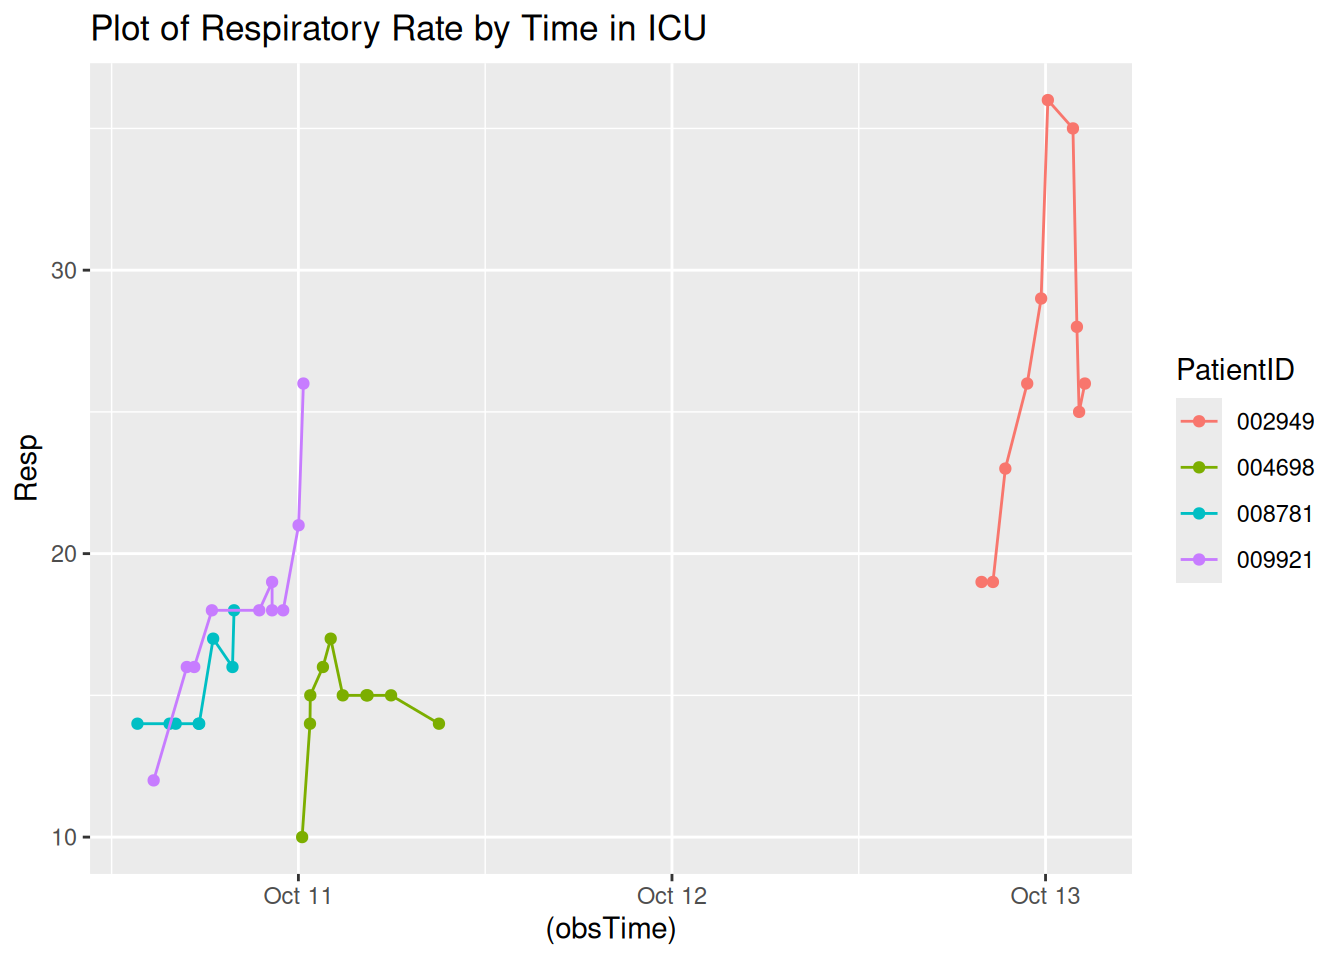 Plot of Respiratory Rate by Time in ICU
Resp
30
20
10
Oct 11
Oct 12
Oct 13
(obsTime)
PatientID
002949
004698
008781
009921